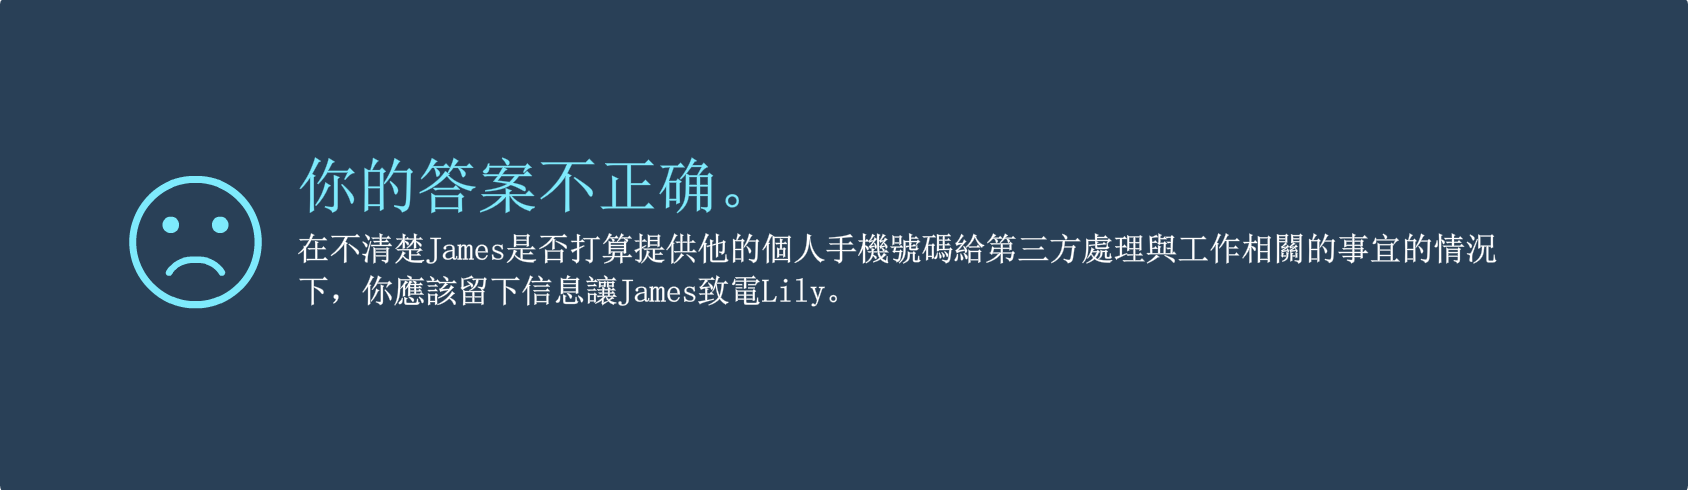 你的答案不正确。
在不清楚James是否打算提供他的個人手機號碼給第三方處理與工作相關的事宜的情況
下，你應該留下信息讓James致電Lily。